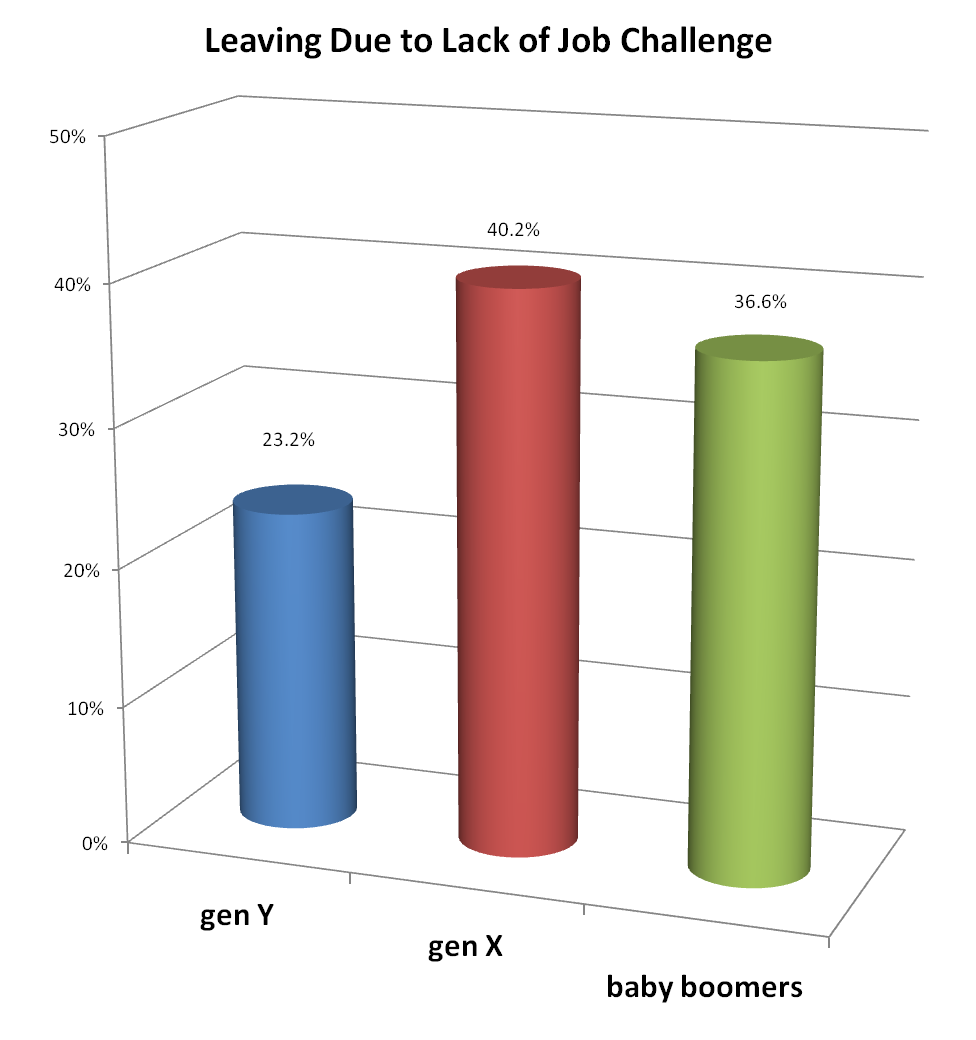 Leaving Due to Lack of Job Challenge
50%
40%
30%
20%
10%
0%
23.2%
40.2%
36.6%
gen Y
gen X
baby boomers